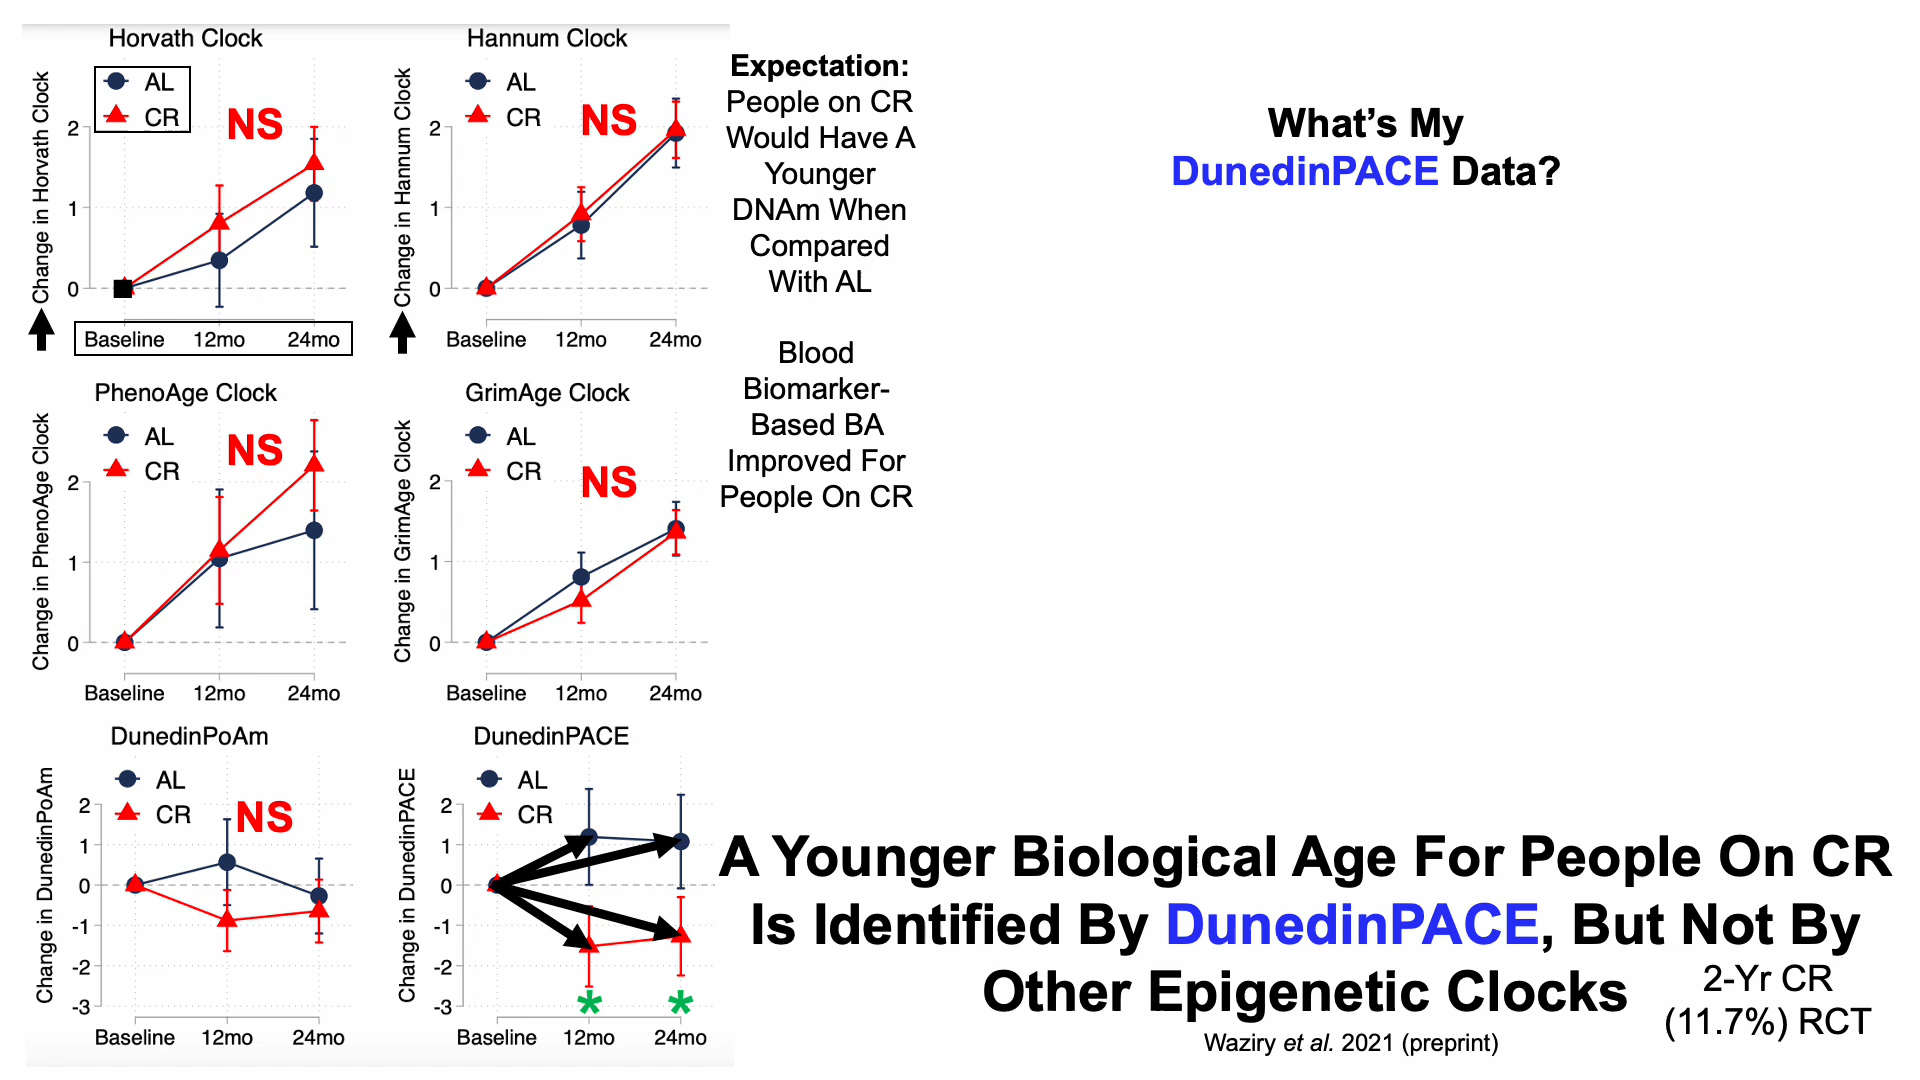 Horvath Clock
Change in Horvath Clock
AL
CR
NS
2
1
0
Baseline 12mo 24mo
Hannum Clock
Change in Hannum Clock
AL
CR
NS
2
1
0
Baseline 12mo 24mo
PhenoAge Clock
Change in PhenoAge Clock
AL
CR
NS
2
1
0
Baseline 12mo 24mo
GrimAge Clock
Change in GrimAge Clock
AL
CR
NS
2
1
0
Baseline 12mo 24mo
DunedinPoAm
Change in DunedinPoAm
AL
CR
NS
2
1
0
-1
-2
-3
Baseline 12mo 24mo
DunedinPACE
Change in DunedinPACE
AL
CR
2
1
0
-1
-2
-3
* *
Baseline 12mo 24mo
Expectation:
People on CR
Would Have A
Younger
DNAm When
Compared
With AL
Blood
Biomarker-
Based BA
Improved For
People On CR
What's My
DunedinPACE Data?
A Younger Biological Age For People On CR
Is Identified By DunedinPACE, But Not By
Other Epigenetic Clocks
2-Yr CR
(11.7%) RCT
Waziry et al. 2021 (preprint)